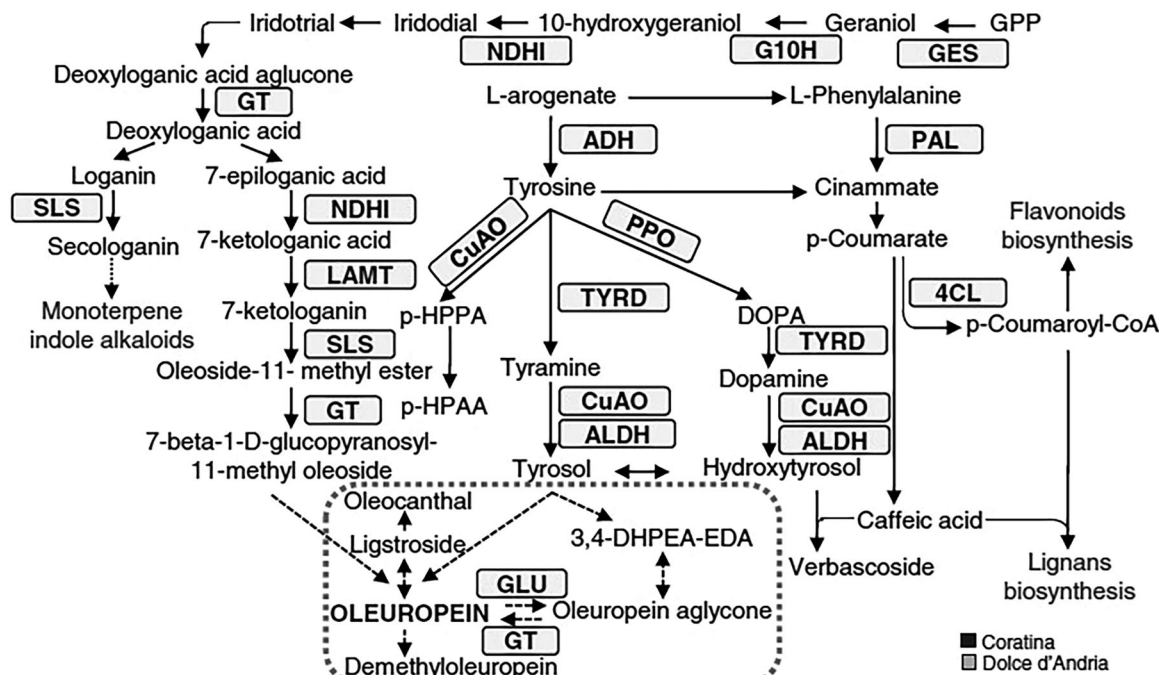 Iridotrial Iridodial 10-hydroxygeraniol Geraniol GPP
NDHI G10H GES
Deoxyloganic acid aglucone
GT
L-arogenate L-Phenylalanine
Deoxyloganic acid
ADH PAL
Loganin 7-epiloganic acid
Tyrosine Cinammate
SLS NDHI
CuAO PPO
Flavonoids
biosynthesis
Secologanin 7-ketologanic acid
p-Coumarate
LAMT
TYRD 4CL
Monoterpene
indole alkaloids
7-ketologanin p-HPPA DOPA p-Coumaroyl-CoA
SLS TYRD
Oleoside-11- methyl ester Tyramine Dopamine
GT p-HPAA CuAO CuAO
ALDH ALDH
7-beta-1-D-glucopyranosyl-
11-methyl oleoside
Tyrosol Hydroxytyrosol
Oleocanthal
Caffeic acid
Ligstroside 3,4-DHPEA-EDA
Verbascoside Lignans
biosynthesis
GLU
OLEUROPEIN Oleuropein aglycone
GT
Demethyloleuropein
Coratina
Dolce d'Andria